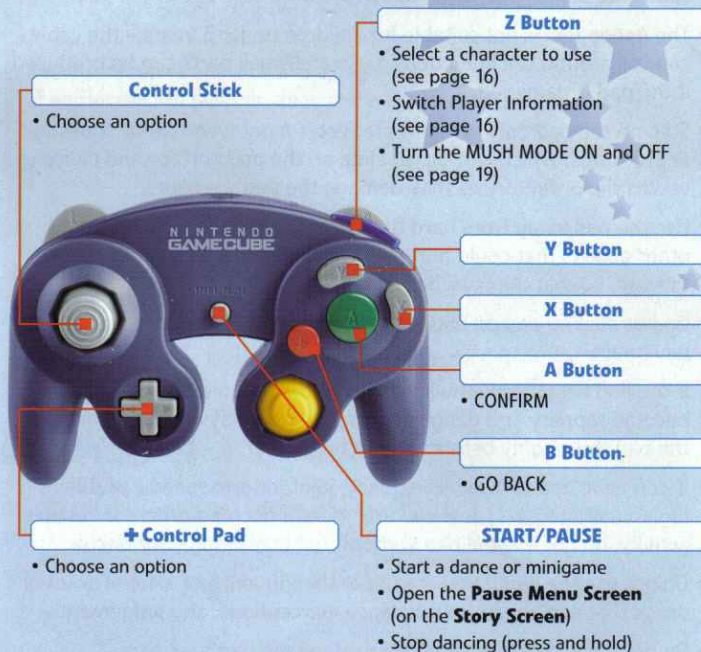 Z Button
• Select a character to use
(see page 16)
• Switch Player Information
(see page 16)
• Turn the MUSH MODE ON and OFF
(see page 19)
Control Stick
• Choose an option
NINTENDO
GAMECUBE
Y Button
X Button
A Button
• CONFIRM
B Button
• GO BACK
+ Control Pad
• Choose an option
START/PAUSE
• Start a dance or minigame
• Open the Pause Menu Screen
(on the Story Screen)
• Stop dancing (press and hold)
Y
A